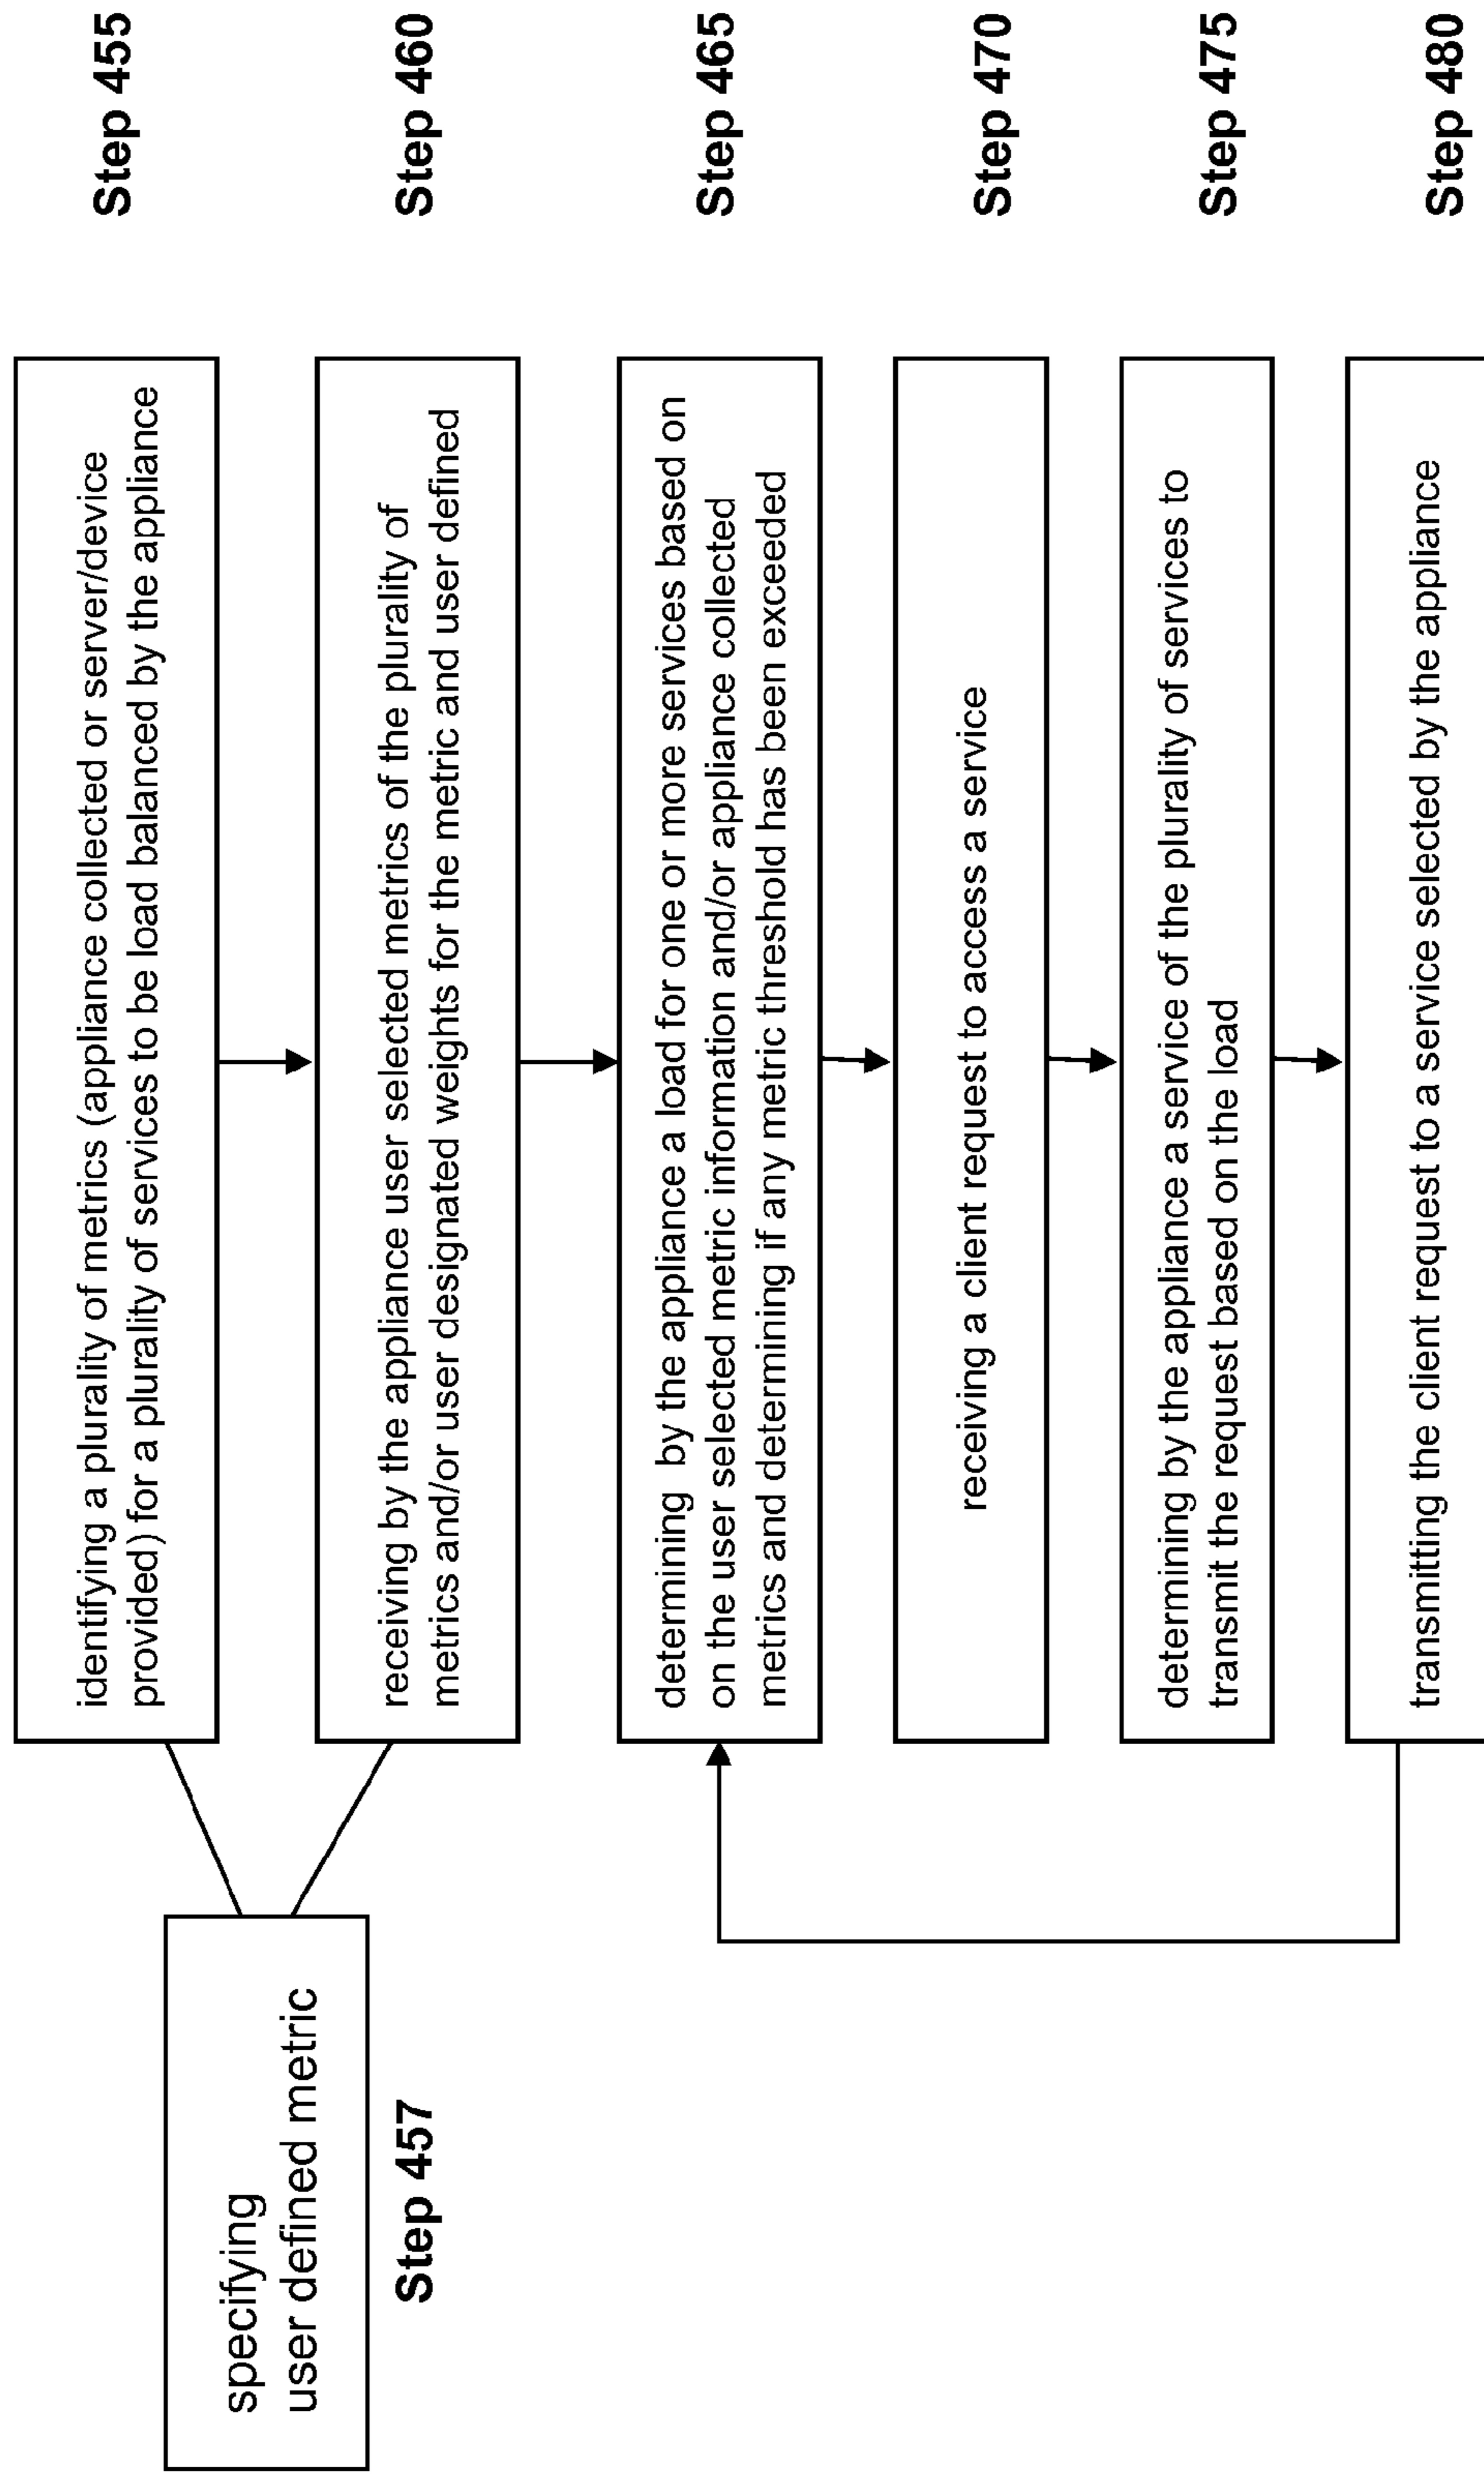 identifying a plurality of metrics (appliance collected or server/device
provided) for a plurality of services to be load balanced by the appliance
Step 455
specifying
user defined metric
Step 457
receiving by the appliance user selected metrics of the plurality of
metrics and/or user designated weights for the metric and user defined
Step 460
determining by the appliance a load for one or more services based on
on the user selected metric information and/or appliance collected
metrics and determining if any metric threshold has been exceeded
Step 465
receiving a client request to access a service
Step 470
determining by the appliance a service of the plurality of services to
transmit the request based on the load
Step 475
transmitting the client request to a service selected by the appliance
Step 480